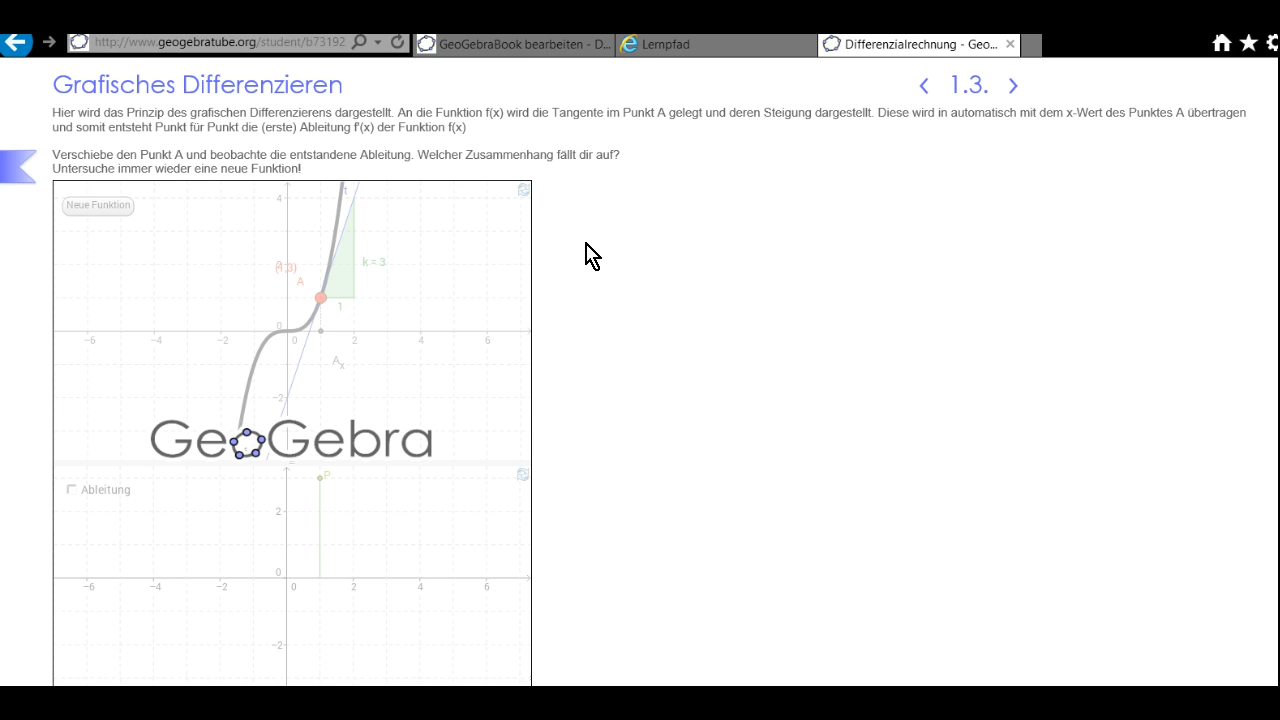 http://www.geogebratube.org/student/b73192
GeoGebraBook bearbeiten - D...
Lernpfad
Differenzialrechnung - Geo...
Grafisches Differenzieren
1.3.
Hier wird das Prinzip des grafischen Differenzierens dargestellt. An die Funktion f(x) wird die Tangente im Punkt A gelegt und deren Steigung dargestellt. Diese wird in automatisch mit dem x-Wert des Punktes A übertragen
und somit entsteht Punkt für Punkt die (erste) Ableitung f'(x) der Funktion f(x)
Verschiebe den Punkt A und beobachte die entstandene Ableitung. Welcher Zusammenhang fällt dir auf?
Untersuche immer wieder eine neue Funktion!
Neue Funktion
4
t
2
(1,3)
k = 3
A
1
0
−6 −4 −2 0 2 4 6
Ax
−2
GeoGebra
P
Ableitung
2
0
−6 −4 −2 0 2 4 6
−2